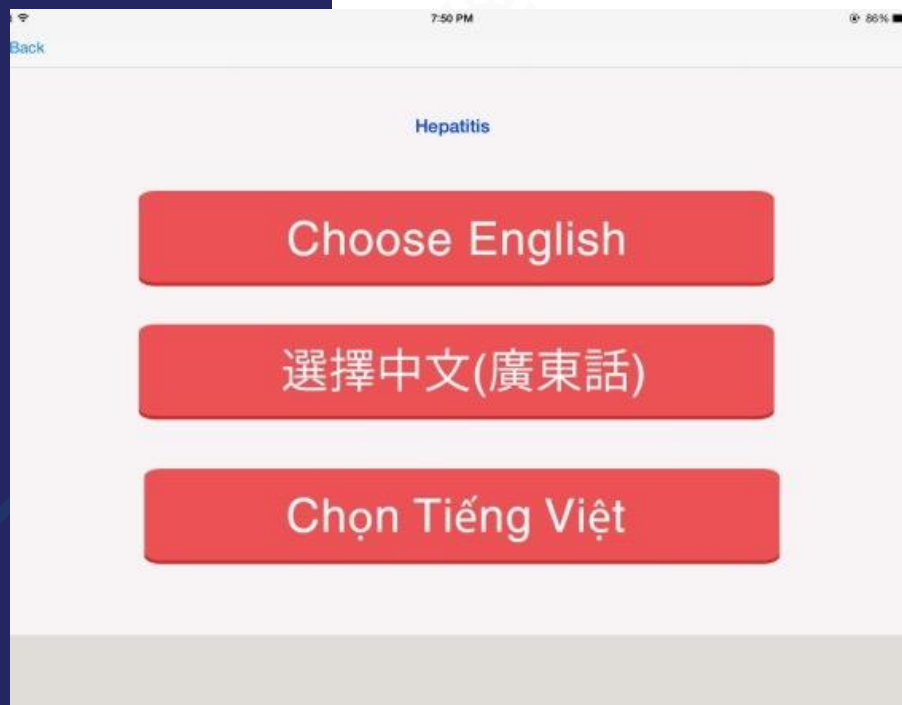 7:50 PM
86%
Back
Hepatitis
Choose English
選擇中文(廣東話)
Chọn Tiếng Việt